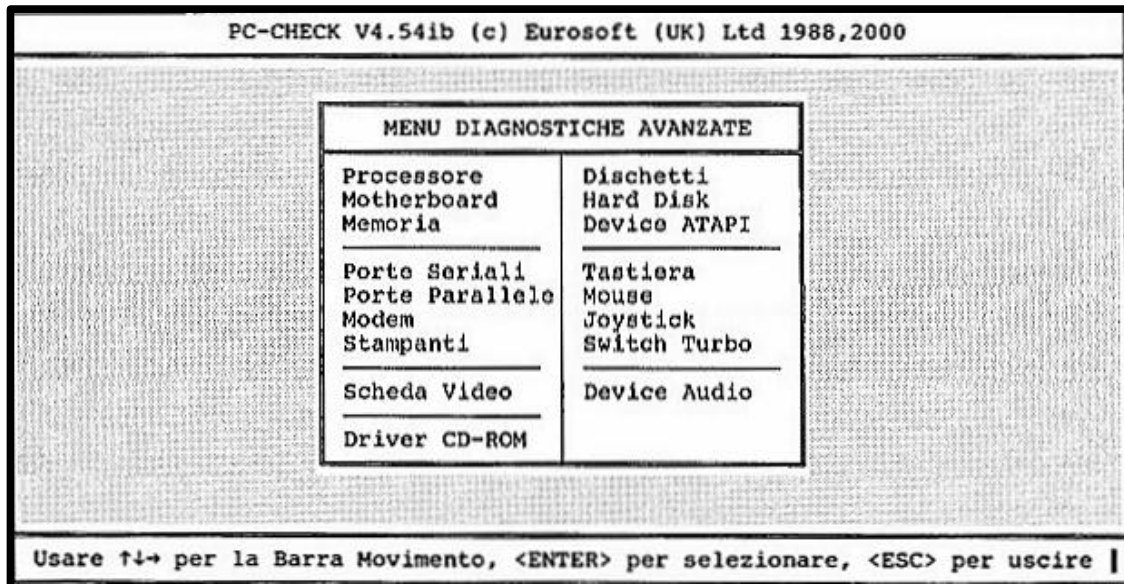 PC-CHECK V4.54ib (c) Eurosoft (UK) Ltd 1988,2000
MENU DIAGNOSTICHE AVANZATE
Processore
Motherboard
Memoria
Porte Seriali
Porte Parallele
Modem
Stampanti
Scheda Video
Driver CD-ROM
Dischetti
Hard Disk
Device ATAPI
Tastiera
Mouse
Joystick
Switch Turbo
Device Audio
Usare ↑↓→ per la Barra Movimento, <ENTER> per selezionare, <ESC> per uscire